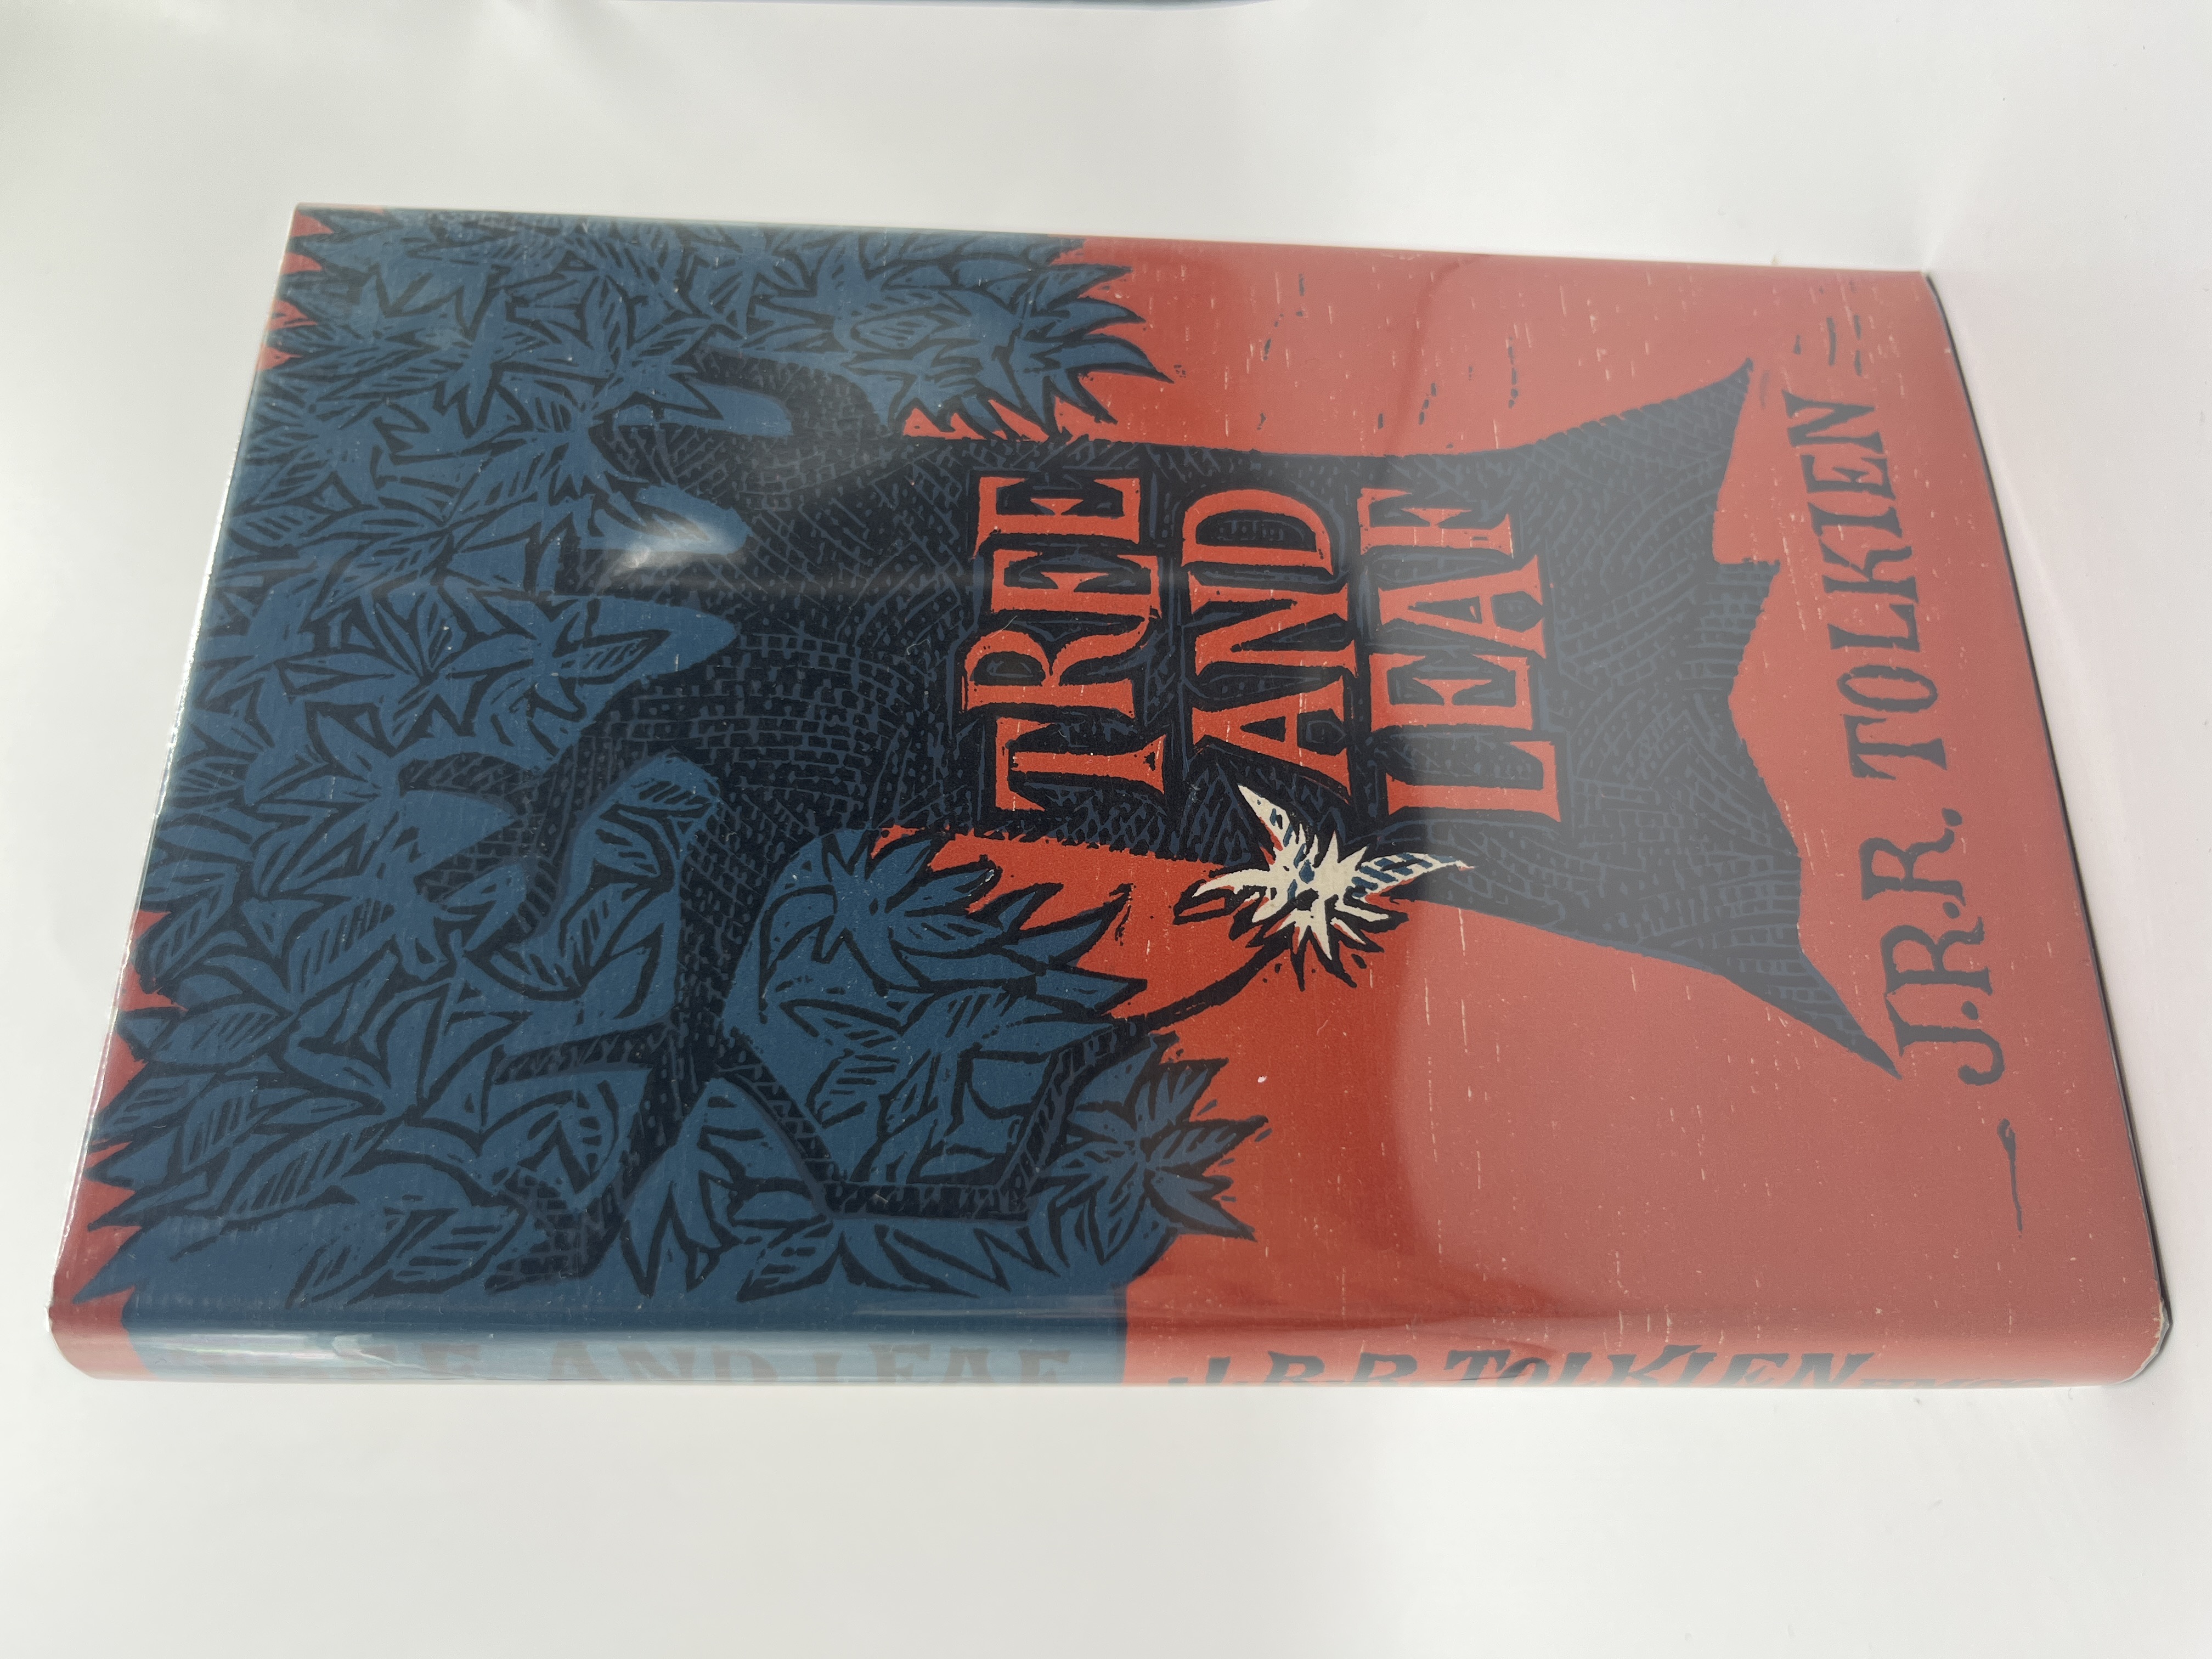 TREE
AND
LEAF
J.R.R. TOLKIEN
AND LEAF
J.R.R. TOLKIEN